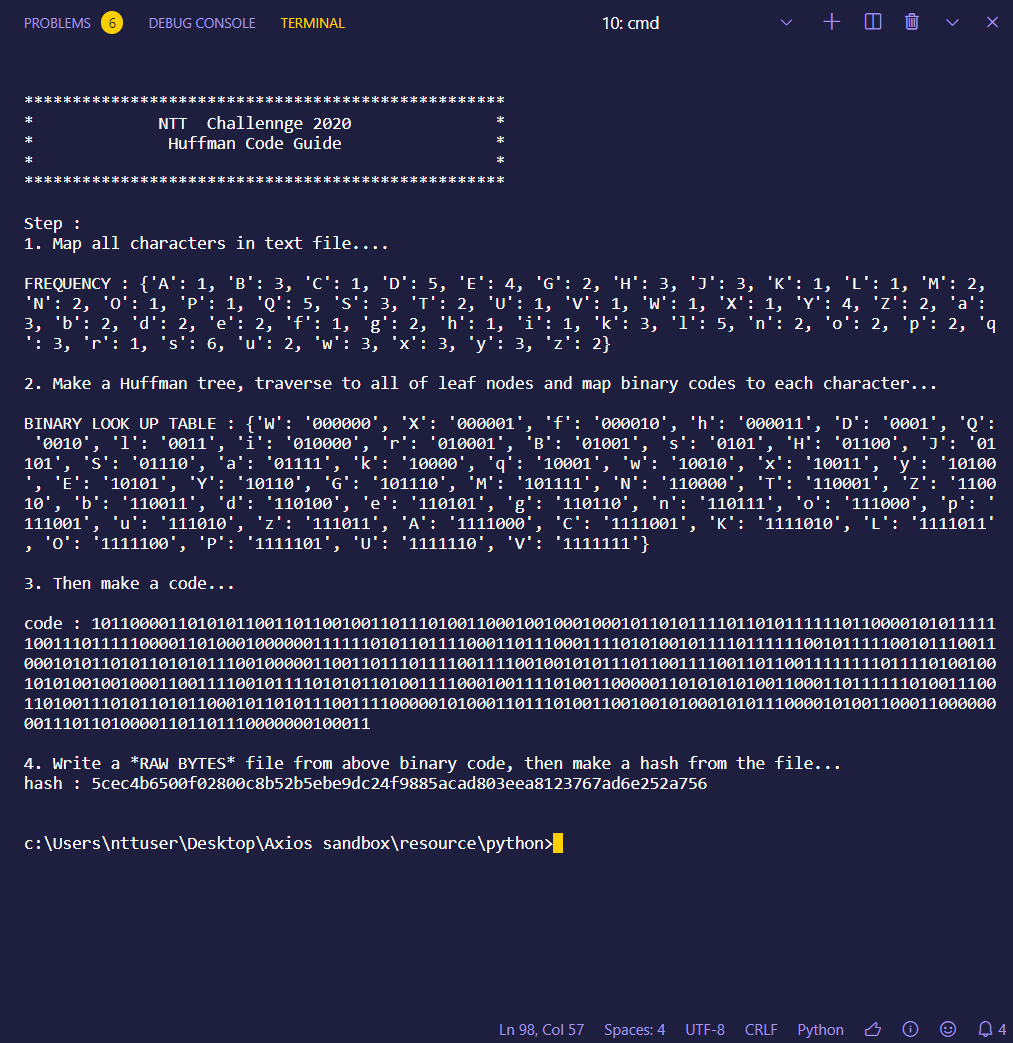 PROBLEMS 6 DEBUG CONSOLE TERMINAL 10: cmd
**************************************************
* NTT  Challennge 2020 *
* Huffman Code Guide *
* *
**************************************************
Step :
1. Map all characters in text file....
FREQUENCY : {'A': 1, 'B': 3, 'C': 1, 'D': 5, 'E': 4, 'G': 2, 'H': 3, 'J': 3, 'K': 1, 'L': 1, 'M': 2,
'N': 2, 'O': 1, 'P': 1, 'Q': 5, 'S': 3, 'T': 2, 'U': 1, 'V': 1, 'W': 1, 'X': 1, 'Y': 4, 'Z': 2, 'a':
3, 'b': 2, 'd': 2, 'e': 2, 'f': 1, 'g': 2, 'h': 1, 'i': 1, 'k': 3, 'l': 5, 'n': 2, 'o': 2, 'p': 2, 'q
': 3, 'r': 1, 's': 6, 'u': 2, 'w': 3, 'x': 3, 'y': 3, 'z': 2}
2. Make a Huffman tree, traverse to all of leaf nodes and map binary codes to each character...
BINARY LOOK UP TABLE : {'W': '000000', 'X': '000001', 'f': '000010', 'h': '000011', 'D': '0001', 'Q':
'0010', 'l': '0011', 'i': '010000', 'r': '010001', 'B': '01001', 's': '0101', 'H': '01100', 'J': '01
101', 'S': '01110', 'a': '01111', 'k': '10000', 'q': '10001', 'w': '10010', 'x': '10011', 'y': '10100
', 'E': '10101', 'Y': '10110', 'G': '101110', 'M': '101111', 'N': '110000', 'T': '110001', 'Z': '1100
10', 'b': '110011', 'd': '110100', 'e': '110101', 'g': '110110', 'n': '110111', 'o': '111000', 'p': '
111001', 'u': '111010', 'z': '111011', 'A': '1111000', 'C': '1111001', 'K': '1111010', 'L': '1111011'
, 'O': '1111100', 'P': '1111101', 'U': '1111110', 'V': '1111111'}
3. Then make a code...
code :
4. Write a *RAW BYTES* file from above binary code, then make a hash from the file...
hash : 5cec4b6500f02800c8b52b5ebe9dc24f9885acad803eea8123767ad6e252a756
c:\Users\nttuser\Desktop\Axios sandbox\resource\python>
Ln 98, Col 57 Spaces: 4 UTF-8 CRLF Python 4